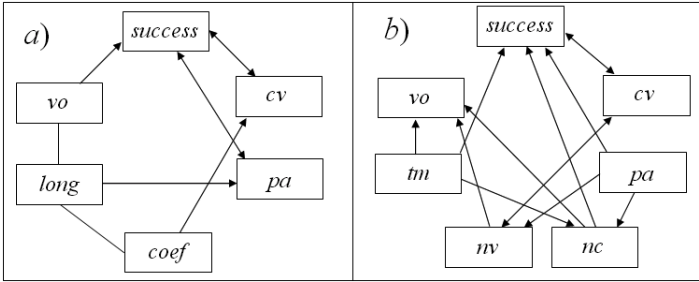 a)
success
vo
cv
long
pa
coef
b)
success
vo
cv
tm
pa
nv
nc